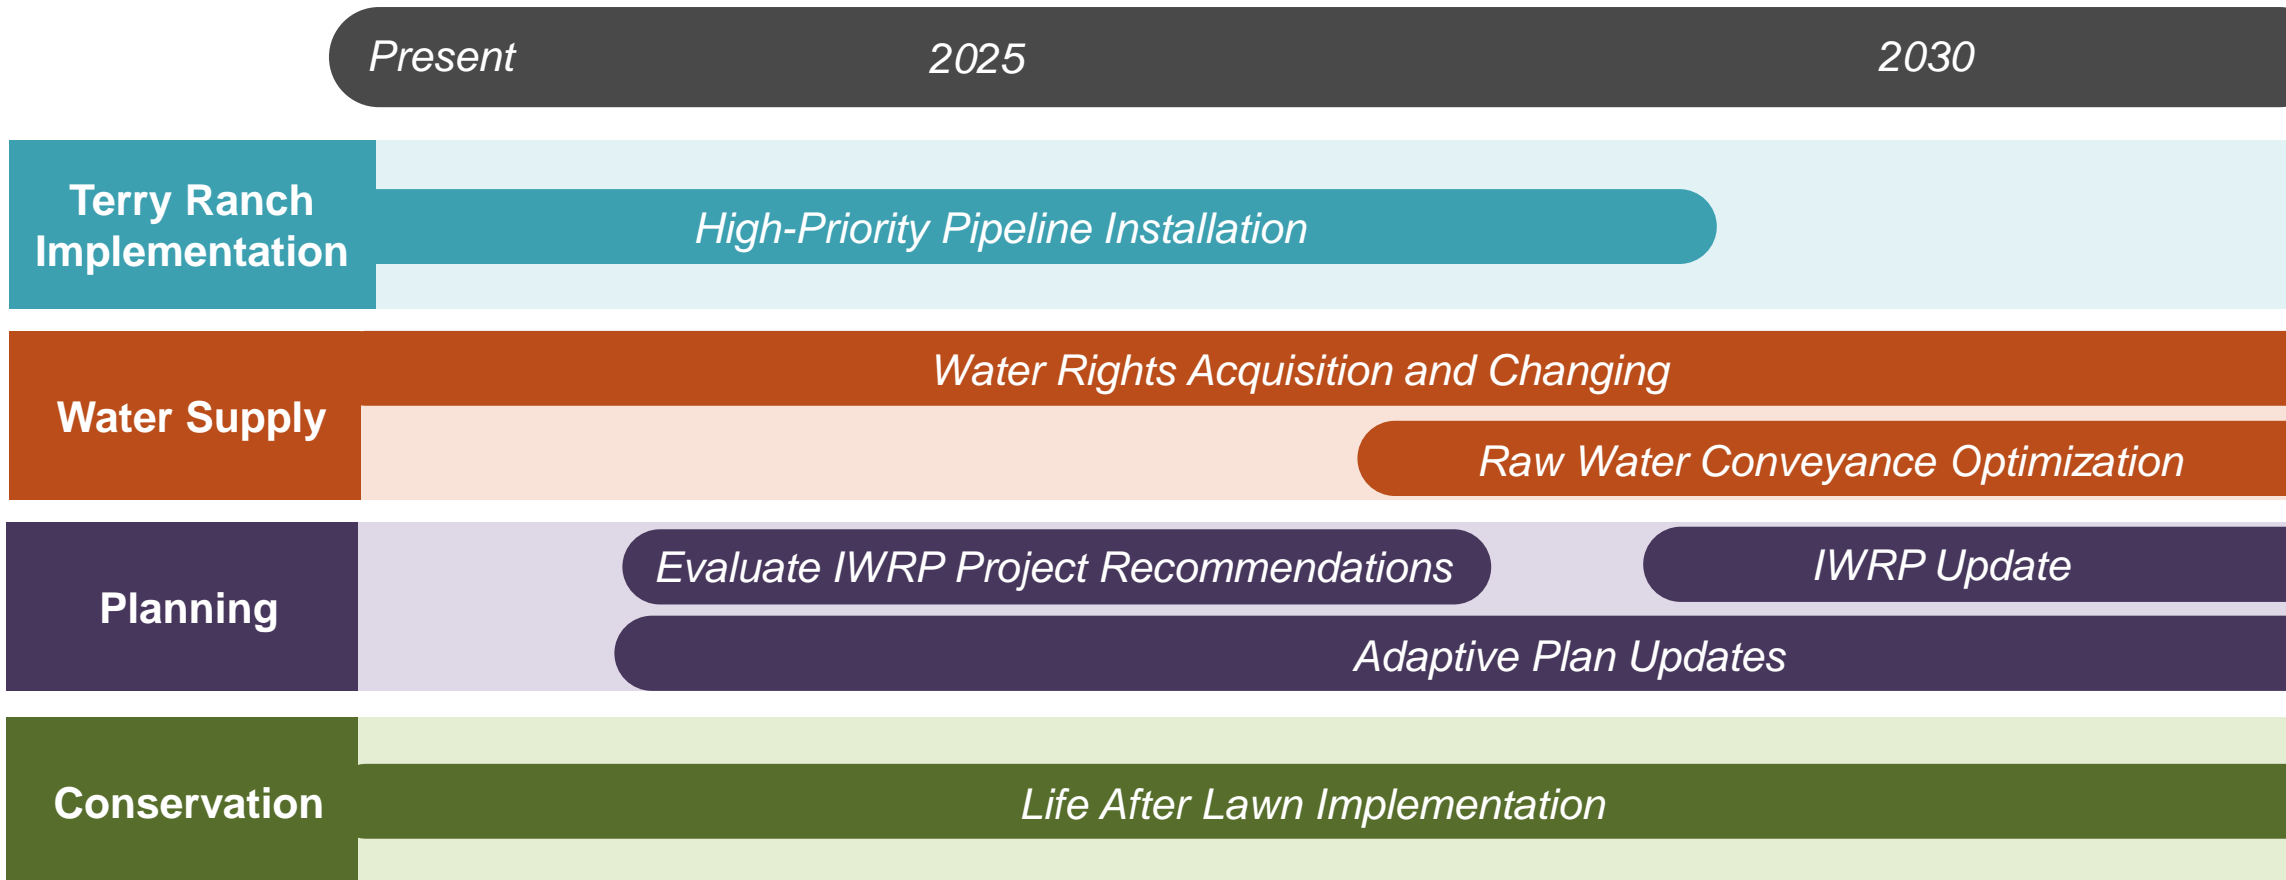 Present 2025 2030
Terry Ranch
Implementation
High-Priority Pipeline Installation
Water Supply
Water Rights Acquisition and Changing
Raw Water Conveyance Optimization
Planning
Evaluate IWRP Project Recommendations
IWRP Update
Adaptive Plan Updates
Conservation
Life After Lawn Implementation